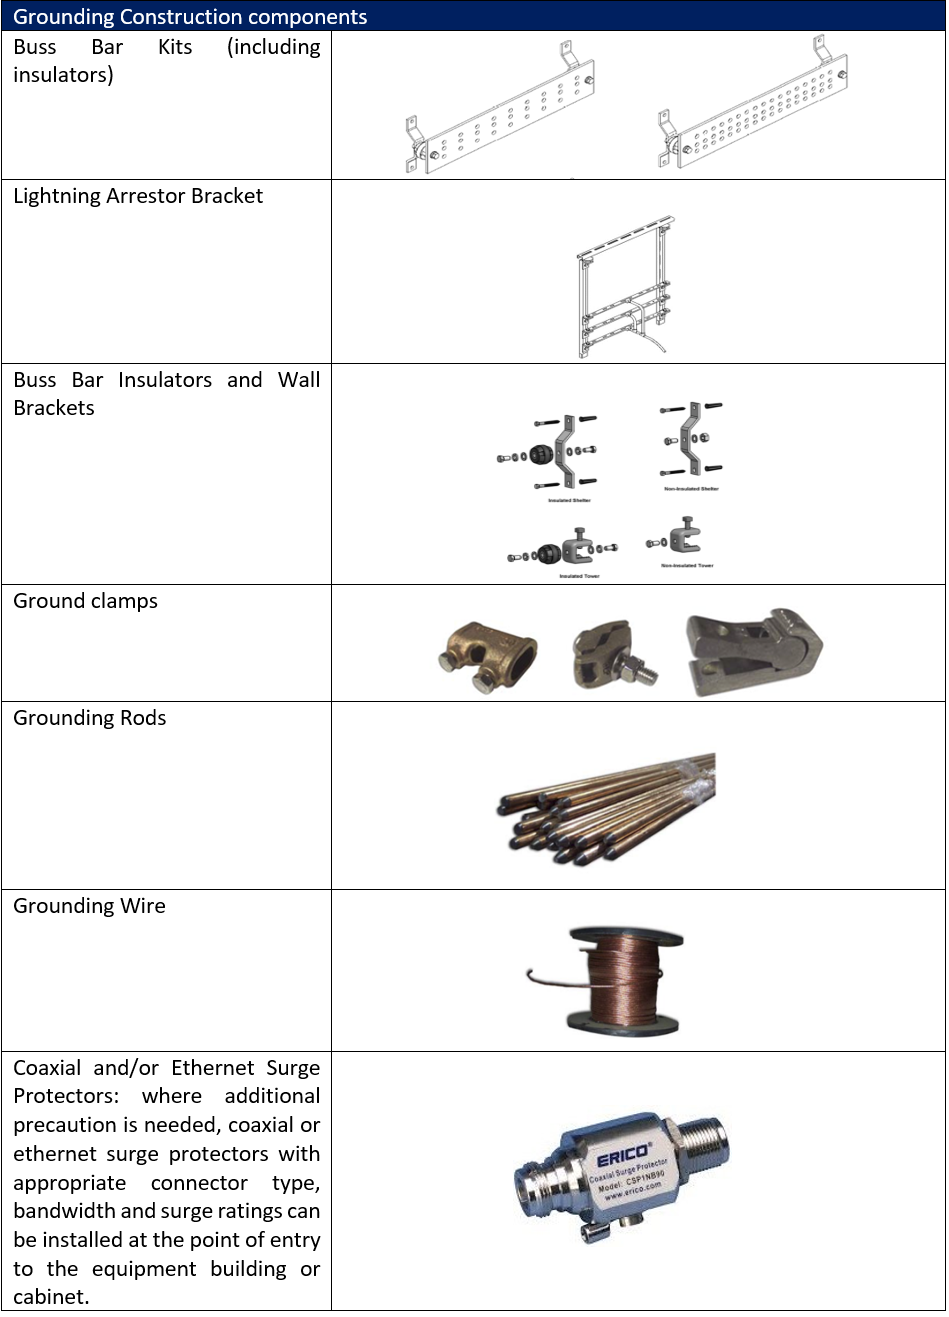 Grounding Construction components
Buss Bar Kits (including
insulators)
Lightning Arrestor Bracket
Buss Bar Insulators and Wall
Brackets
Insulated Shelter
Non-Insulated Shelter
Insulated Tower
Non-Insulated Tower
Ground clamps
Grounding Rods
Grounding Wire
Coaxial and/or Ethernet Surge
Protectors: where additional
precaution is needed, coaxial or
ethernet surge protectors with
appropriate connector type,
bandwidth and surge ratings can
be installed at the point of entry
to the equipment building or
cabinet.
ERICO®
Coaxial Surge Protector
Model: CSP1NB90
www.erico.com